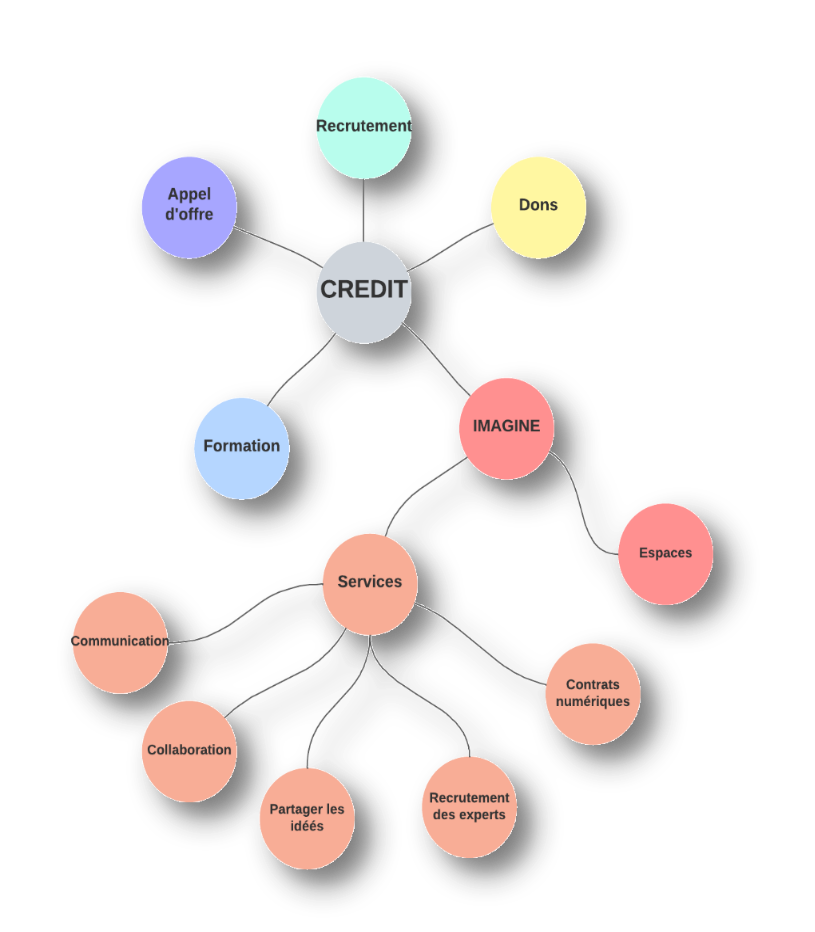 Recrutement
Appel
d'offre
Dons
CREDIT
IMAGINE
Formation
Espaces
Services
Communication
Contrats
numériques
Collaboration
Partager les
idéés
Recrutement
des experts